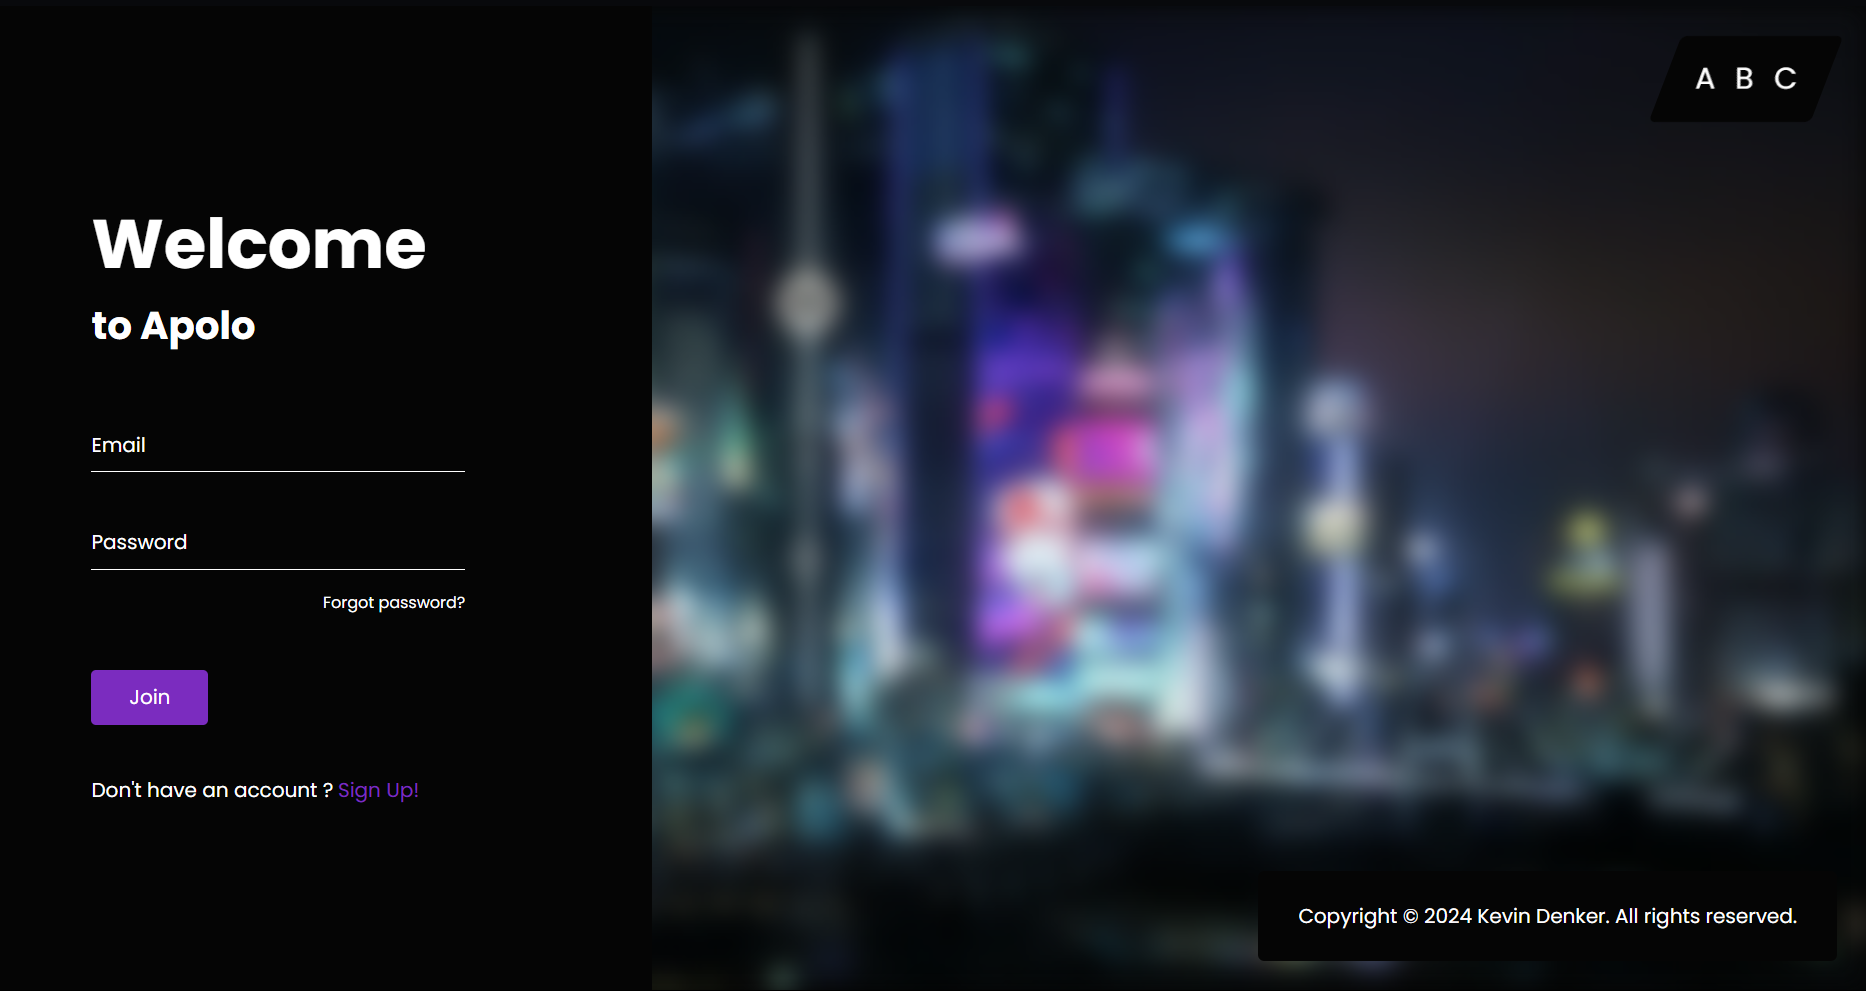 A B C
Welcome
to Apolo
Email
Password
Forgot password?
Join
Don't have an account ? Sign Up!
Copyright © 2024 Kevin Denker. All rights reserved.